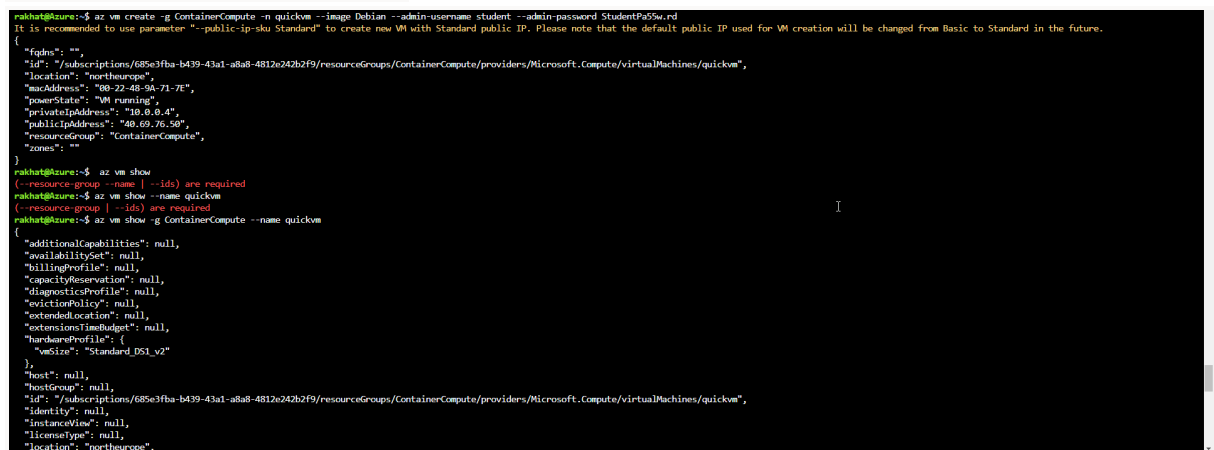 rakhat@Azure:~$ az vm create -g ContainerCompute -n quickvm --image Debian --admin-username student --admin-password StudentPa55w.rd
It is recommended to use parameter "--public-ip-sku Standard" to create new VM with Standard public IP. Please note that the default public IP used for VM creation will be changed from Basic to Standard in the future.
{
  "fqdns": "",
  "id": "/subscriptions/685e3fba-b439-43a1-a8a8-4812e242b2f9/resourceGroups/ContainerCompute/providers/Microsoft.Compute/virtualMachines/quickvm",
  "location": "northeurope",
  "macAddress": "00-22-48-9A-71-7E",
  "powerState": "VM running",
  "privateIpAddress": "10.0.0.4",
  "publicIpAddress": "40.69.76.50",
  "resourceGroup": "ContainerCompute",
  "zones": ""
}
rakhat@Azure:~$  az vm show
(--resource-group --name | --ids) are required
rakhat@Azure:~$ az vm show --name quickvm
(--resource-group | --ids) are required
rakhat@Azure:~$ az vm show -g ContainerCompute --name quickvm
{
  "additionalCapabilities": null,
  "availabilitySet": null,
  "billingProfile": null,
  "capacityReservation": null,
  "diagnosticsProfile": null,
  "evictionPolicy": null,
  "extendedLocation": null,
  "extensionsTimeBudget": null,
  "hardwareProfile": {
    "vmSize": "Standard_DS1_v2"
  },
  "host": null,
  "hostGroup": null,
  "id": "/subscriptions/685e3fba-b439-43a1-a8a8-4812e242b2f9/resourceGroups/ContainerCompute/providers/Microsoft.Compute/virtualMachines/quickvm",
  "identity": null,
  "instanceView": null,
  "licenseType": null,
  "location": "northeurope",